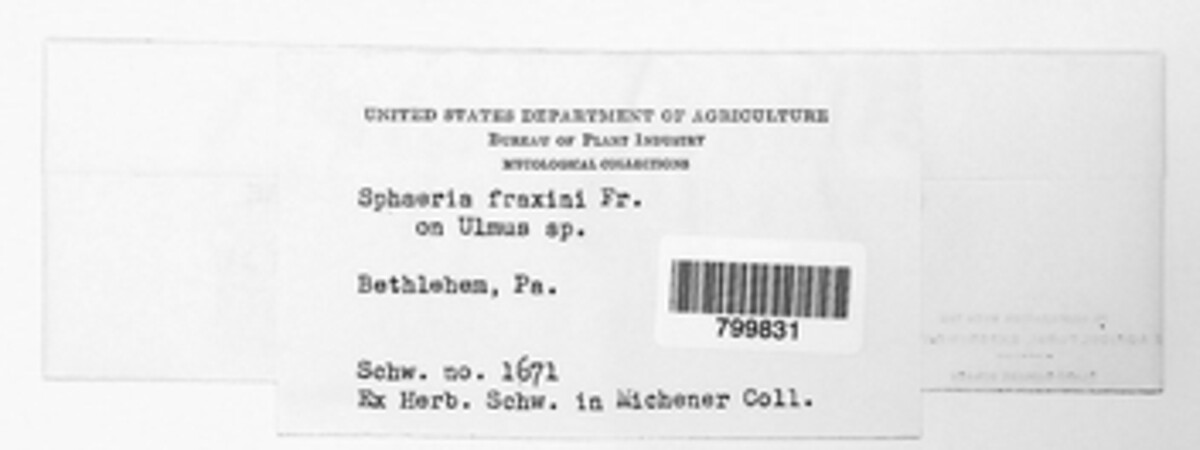 UNITED STATES DEPARTMENT OF AGRICULTURE
BUREAU OF PLANT INDUSTRY
MYCOLOGICAL COLLECTIONS
Sphaeria fraxini Fr.
on Ulmus sp.
Bethlehem, Pa.
799831
Schw. no. 1671
Ex Herb. Schw. in Michener Coll.